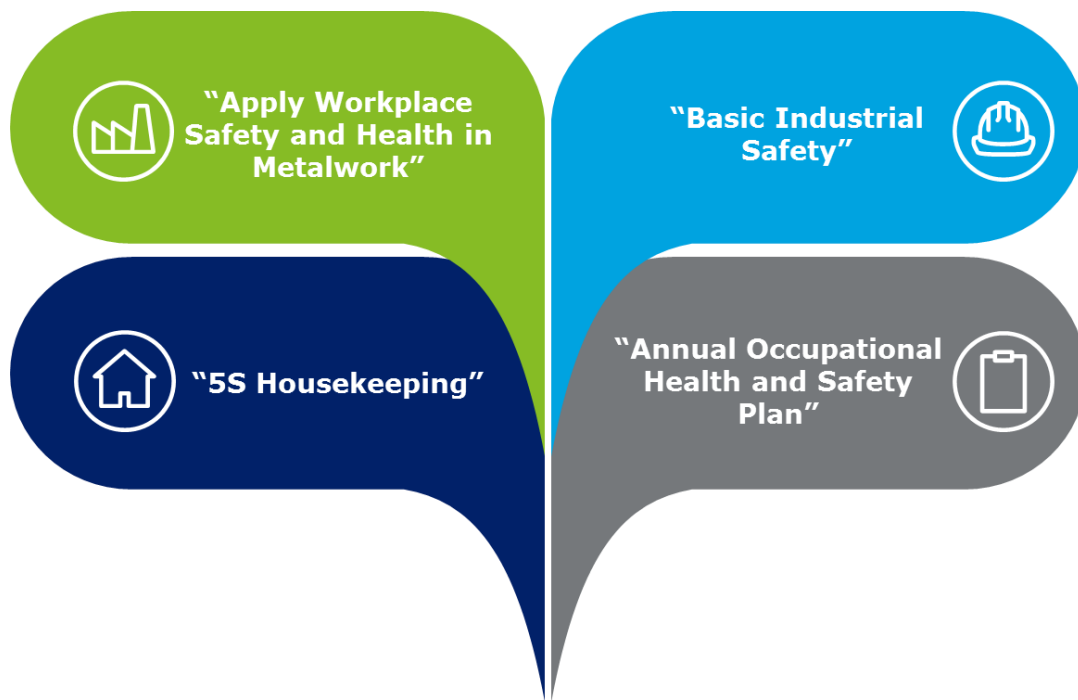 “Apply Workplace
Safety and Health in
Metalwork”
“Basic Industrial
Safety”
“5S Housekeeping”
“Annual Occupational
Health and Safety
Plan”